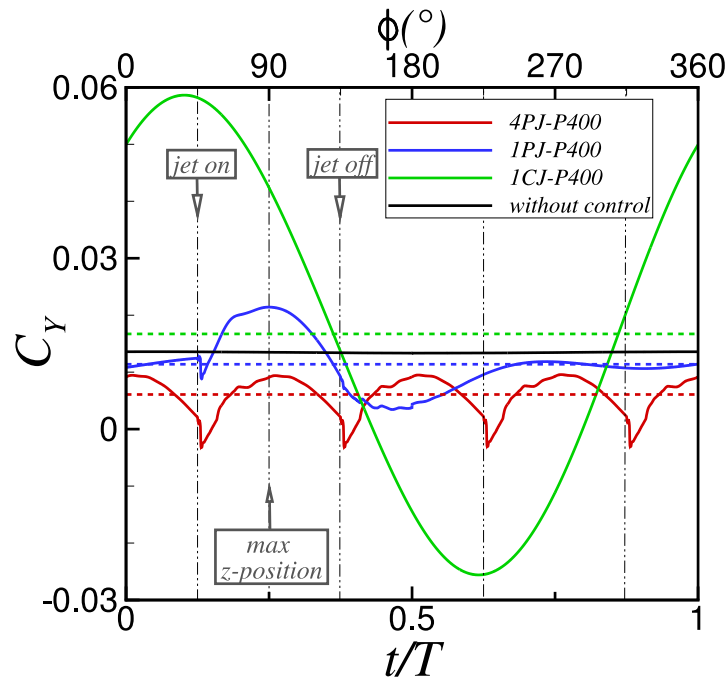 ϕ(°)
0 90 180 270 360
0.06
jet on
jet off
4PJ-P400
1PJ-P400
1CJ-P400
without control
0.03
C_Y
0
max
z-position
-0.03
0 0.5 1
t/T